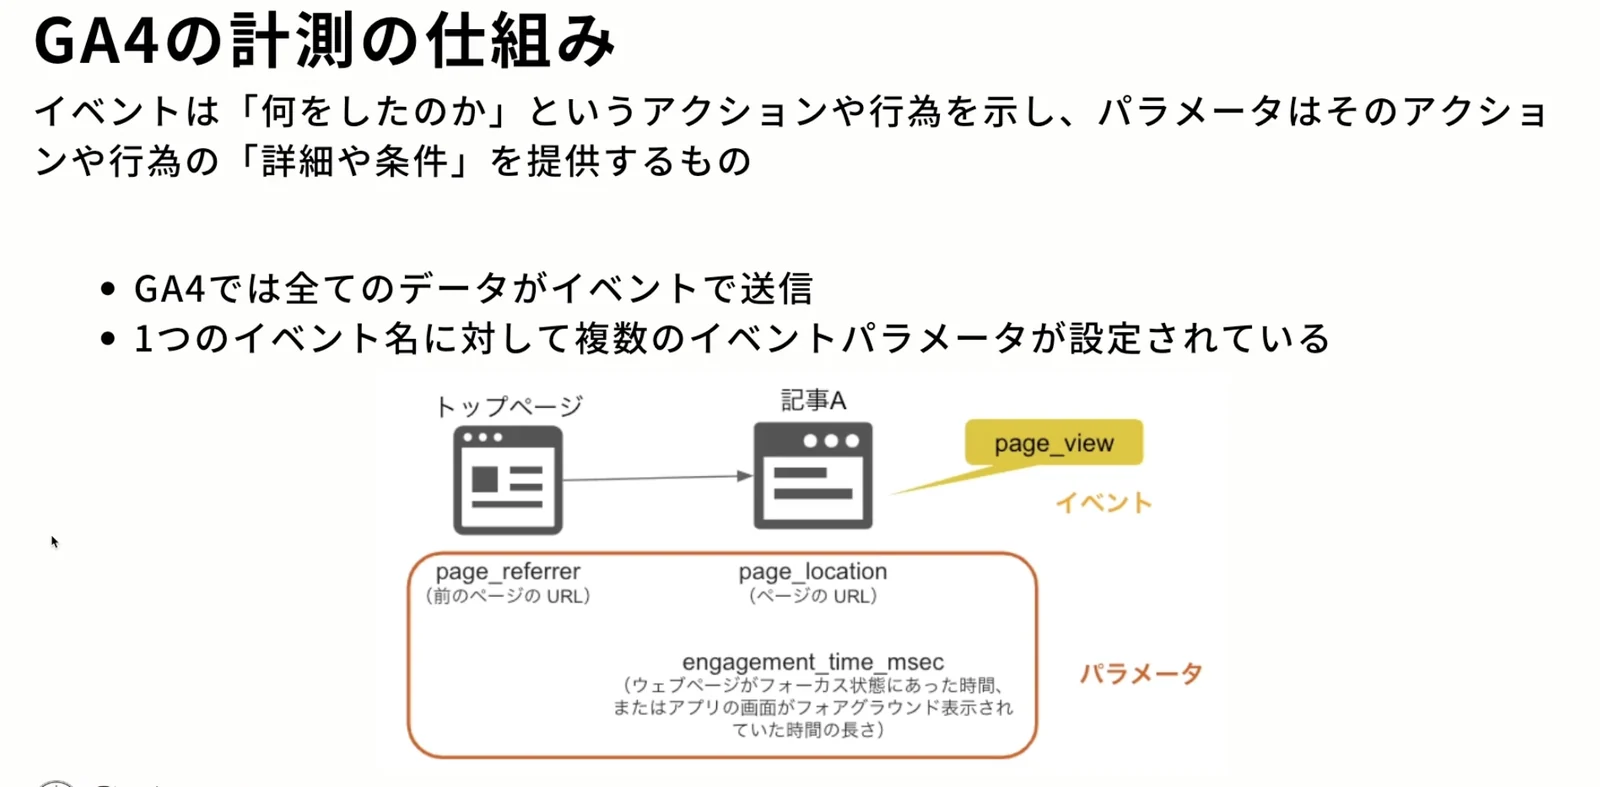 GA4の計測の仕組み
イベントは「何をしたのか」というアクションや行為を示し、パラメータはそのアクショ
ンや行為の「詳細や条件」を提供するもの
• GA4では全てのデータがイベントで送信
• 1つのイベント名に対して複数のイベントパラメータが設定されている
トップページ
記事A
page_view
イベント
page_referrer
（前のページの URL）
page_location
（ページの URL）
engagement_time_msec
（ウェブページがフォーカス状態にあった時間、
またはアプリの画面がフォアグラウンド表示され
ていた時間の長さ）
パラメータ